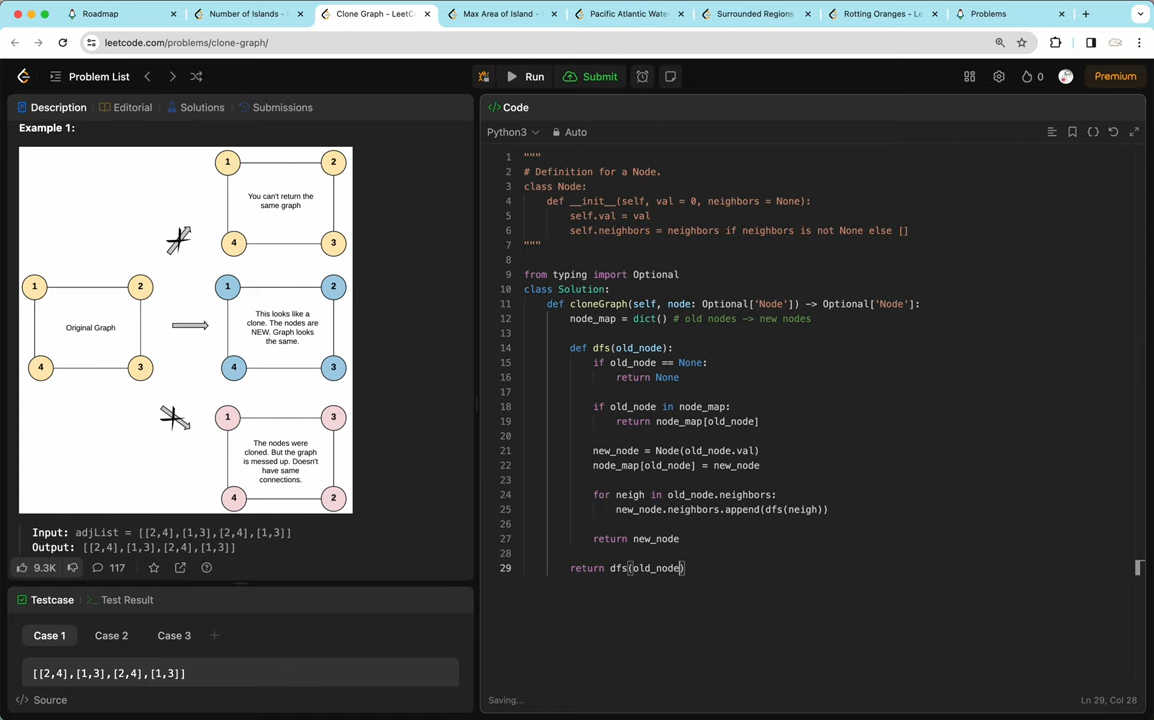 Roadmap
Number of Islands -
Clone Graph - LeetC
Max Area of Island -
Pacific Atlantic Water
Surrounded Regions
Rotting Oranges - Le
Problems
leetcode.com/problems/clone-graph/
Problem List
Run
Submit
0
Premium
Description
Editorial
Solutions
Submissions
Example 1:
1
2
You can't return the
same graph
4
3
1
2
Original Graph
4
3
1
2
This looks like a
clone. The nodes are
NEW. Graph looks
the same.
4
3
1
3
The nodes were
cloned. But the graph
is messed up. Doesn't
have same
connections.
4
2
Input: adjList = [[2,4],[1,3],[2,4],[1,3]]
Output: [[2,4],[1,3],[2,4],[1,3]]
9.3K
117
Testcase
Test Result
Case 1
Case 2
Case 3
[[2,4],[1,3],[2,4],[1,3]]
Source
</> Code
Python3
Auto
1 """
2 # Definition for a Node.
3 class Node:
4 def __init__(self, val = 0, neighbors = None):
5 self.val = val
6 self.neighbors = neighbors if neighbors is not None else []
7 """
8
9 from typing import Optional
10 class Solution:
11 def cloneGraph(self, node: Optional['Node']) -> Optional['Node']:
12 node_map = dict() # old nodes -> new nodes
13
14 def dfs(old_node):
15 if old_node == None:
16 return None
17
18 if old_node in node_map:
19 return node_map[old_node]
20
21 new_node = Node(old_node.val)
22 node_map[old_node] = new_node
23
24 for neigh in old_node.neighbors:
25 new_node.neighbors.append(dfs(neigh))
26
27 return new_node
28
29 return dfs(old_node)
Saving...
Ln 29, Col 28